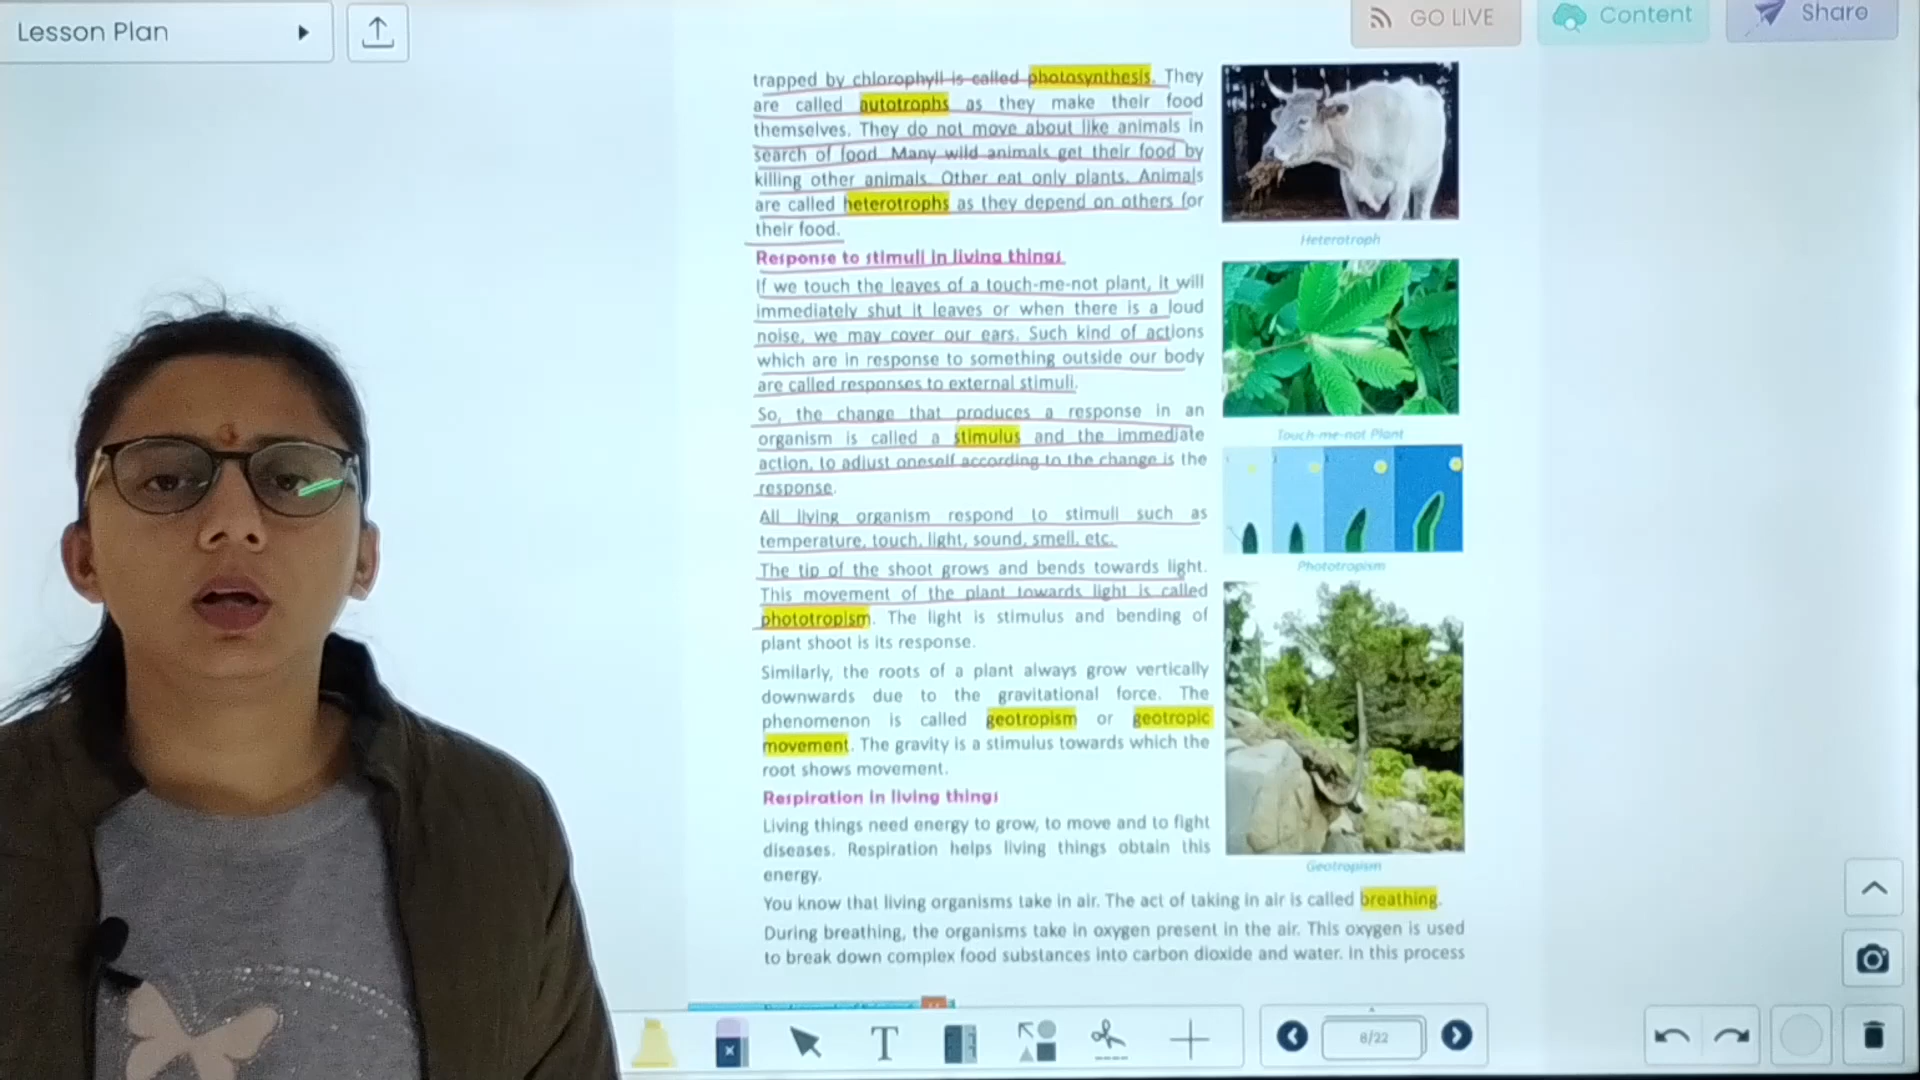 Lesson Plan
GO LIVE
Content
Share
trapped by chlorophyll is called photosynthesis. They
are called autotrophs as they make their food
themselves. They do not move about like animals in
search of food. Many wild animals get their food by
killing other animals. Other eat only plants. Animals
are called heterotrophs as they depend on others for
their food.
Response to stimuli in living things
If we touch the leaves of a touch-me-not plant, it will
immediately shut it leaves or when there is a loud
noise, we may cover our ears. Such kind of actions
which are in response to something outside our body
are called responses to external stimuli.
So, the change that produces a response in an
organism is called a stimulus and the immediate
action, to adjust oneself according to the change is the
response.
All living organism respond to stimuli such as
temperature, touch, light, sound, smell, etc.
The tip of the shoot grows and bends towards light.
This movement of the plant towards light is called
phototropism. The light is stimulus and bending of
plant shoot is its response.
Similarly, the roots of a plant always grow vertically
downwards due to the gravitational force. The
phenomenon is called geotropism or geotropic
movement. The gravity is a stimulus towards which the
root shows movement.
Respiration in living things
Living things need energy to grow, to move and to fight
diseases. Respiration helps living things obtain this
energy.
You know that living organisms take in air. The act of taking in air is called breathing.
During breathing, the organisms take in oxygen present in the air. This oxygen is used
to break down complex food substances into carbon dioxide and water. In this process
Heterotroph
Touch-me-not Plant
Phototropism
Geotropism
T
8/22